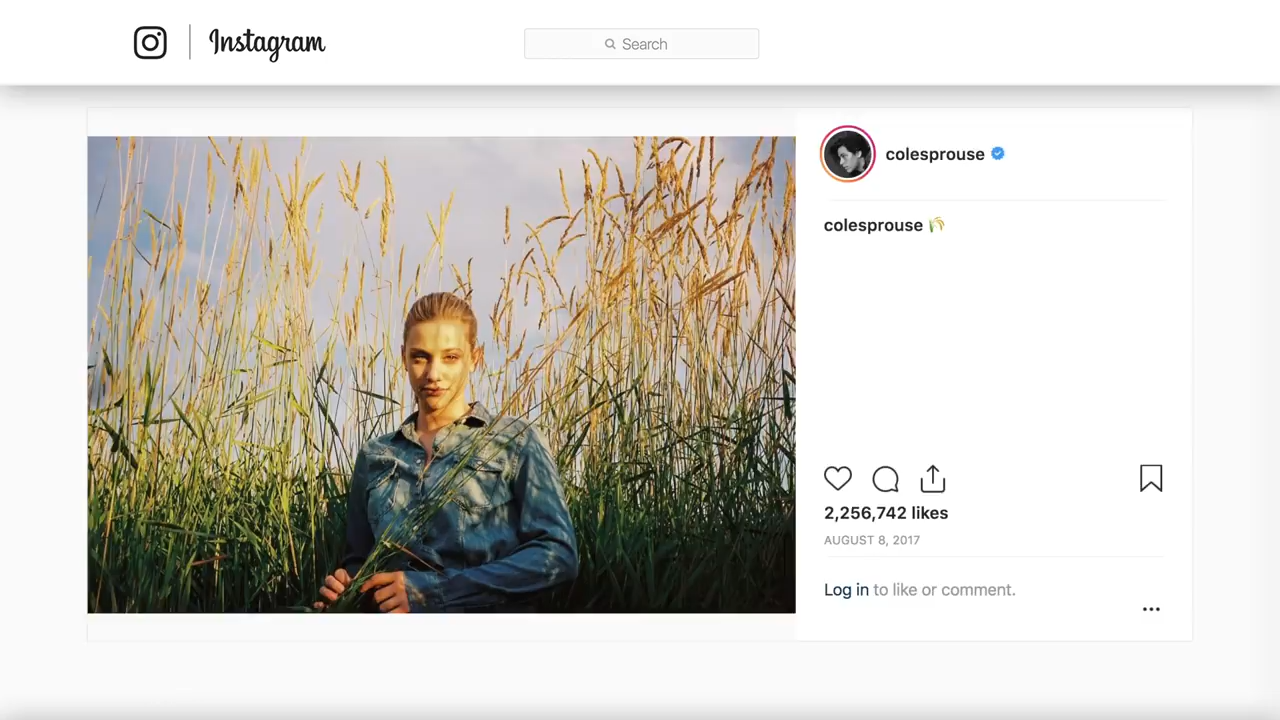 Instagram
Search
colesprouse
colesprouse 🌾
2,256,742 likes
AUGUST 8, 2017
Log in to like or comment.